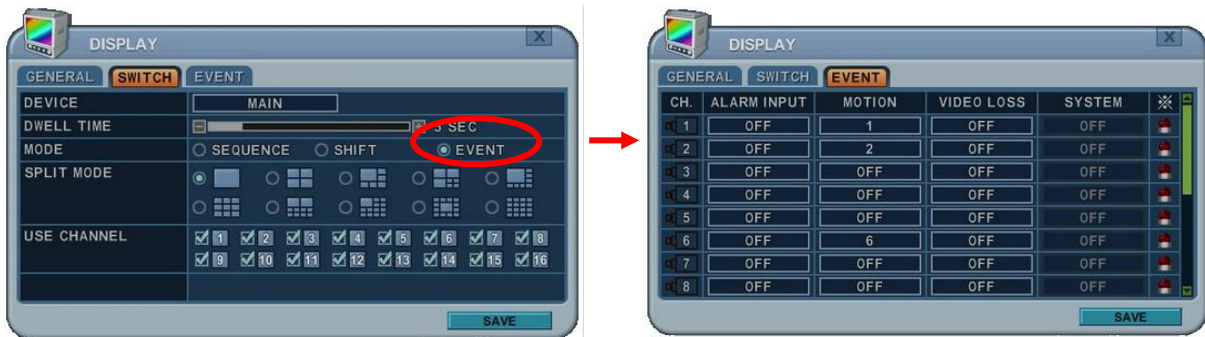 DISPLAY
X
GENERAL SWITCH EVENT
DEVICE MAIN
DWELL TIME 3 SEC
MODE SEQUENCE SHIFT EVENT
SPLIT MODE
USE CHANNEL 1 2 3 4 5 6 7 8
9 10 11 12 13 14 15 16
SAVE
DISPLAY
X
GENERAL SWITCH EVENT
CH. ALARM INPUT MOTION VIDEO LOSS SYSTEM
1 OFF 1 OFF OFF
2 OFF 2 OFF OFF
3 OFF OFF OFF OFF
4 OFF OFF OFF OFF
5 OFF OFF OFF OFF
6 OFF 6 OFF OFF
7 OFF OFF OFF OFF
8 OFF OFF OFF OFF
SAVE